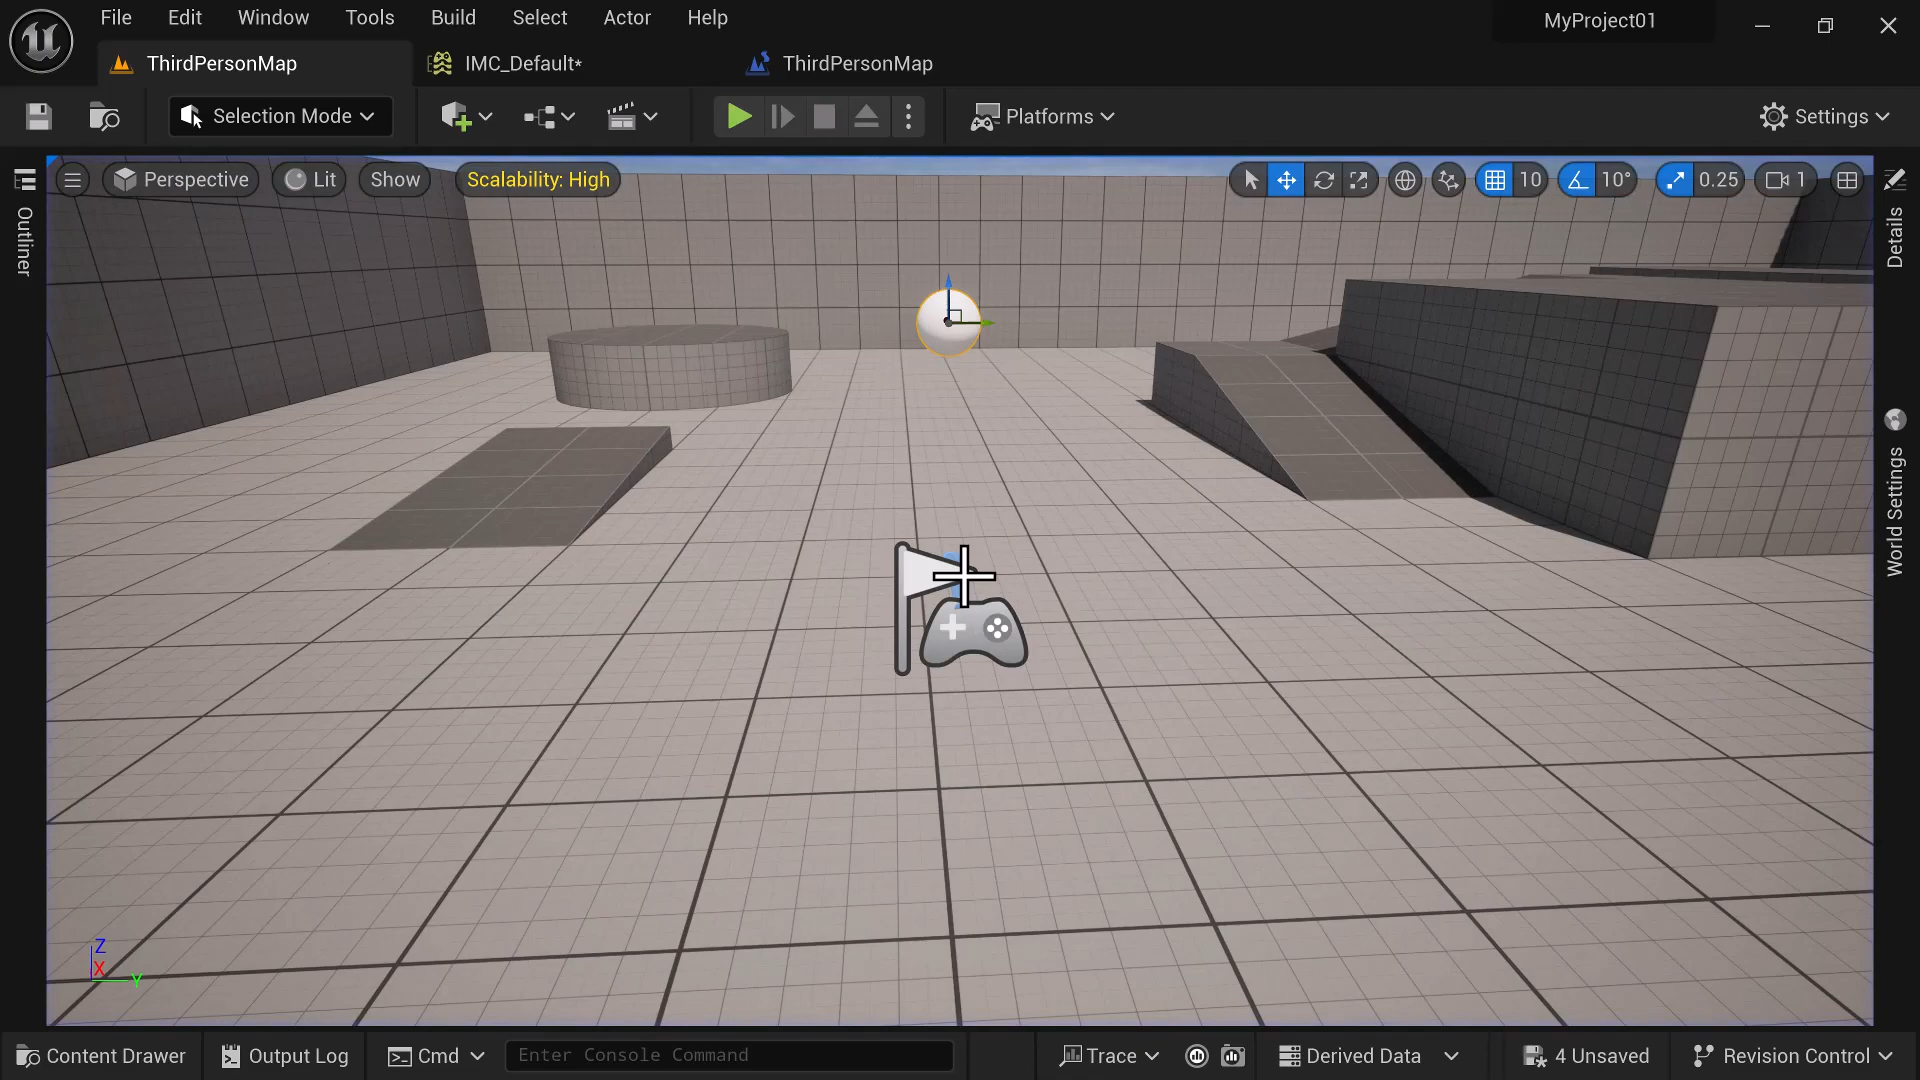 File Edit Window Tools Build Select Actor Help
MyProject01
ThirdPersonMap
IMC_Default*
ThirdPersonMap
Selection Mode
Platforms
Settings
Perspective
Lit
Show
Scalability: High
10
10°
0.25
1
Outliner
Details
World Settings
Z
X
Y
Content Drawer
Output Log
Cmd
Enter Console Command
Trace
Derived Data
4 Unsaved
Revision Control